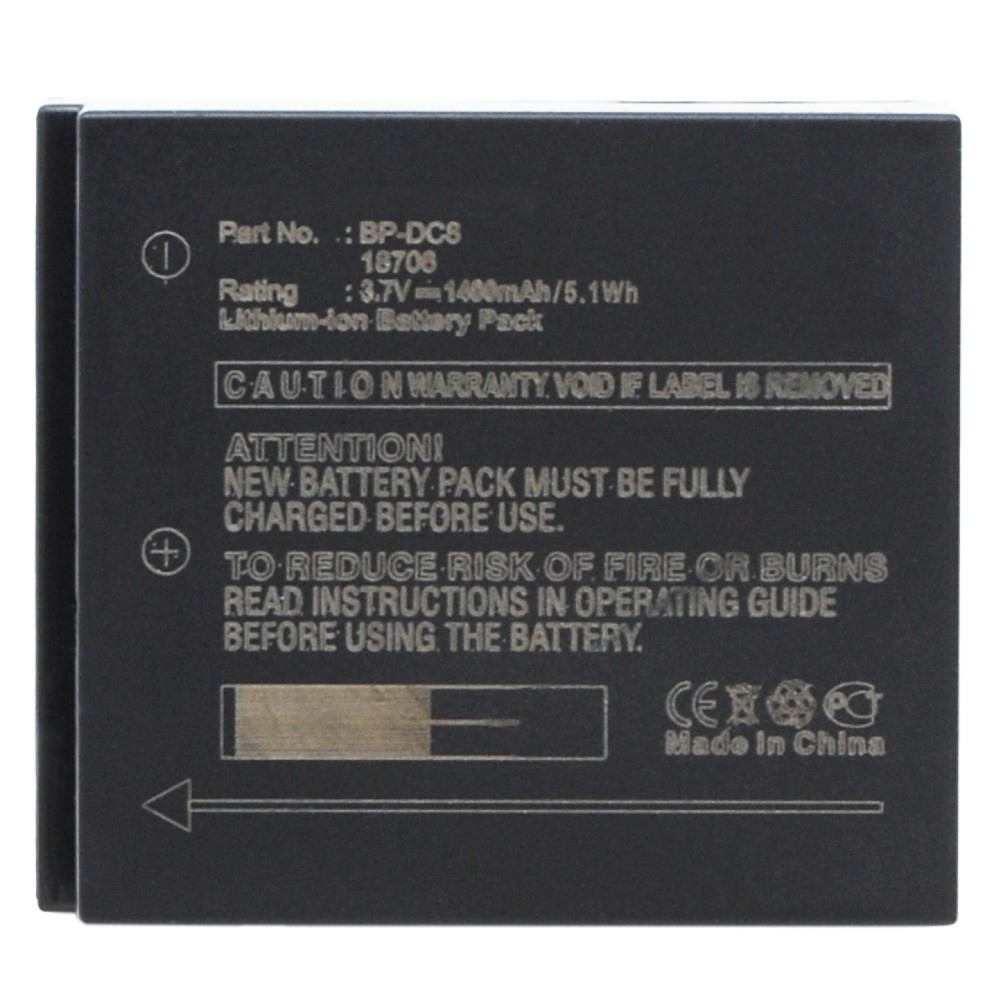 Part No. : BP-DC6
18706
Rating : 3.7V 1400mAh/5.1Wh
Lithium-Ion Battery Pack
CAUTION WARRANTY VOID IF LABEL IS REMOVED
ATTENTION!
NEW BATTERY PACK MUST BE FULLY
CHARGED BEFORE USE.
TO REDUCE RISK OF FIRE OR BURNS
READ INSTRUCTIONS IN OPERATING GUIDE
BEFORE USING THE BATTERY.
CE
Made in China